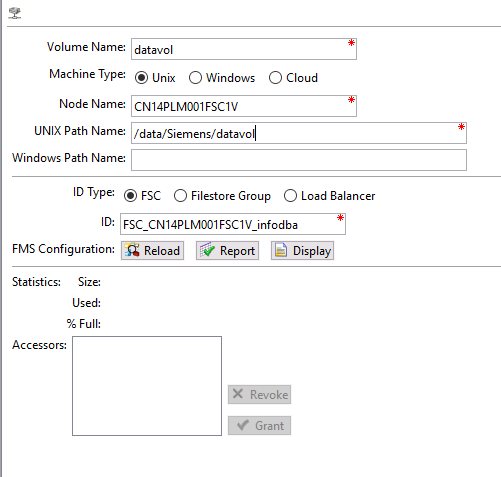 Volume Name: datavol *
Machine Type: Unix Windows Cloud
Node Name: CN14PLM001FSC1V *
UNIX Path Name: /data/Siemens/datavol *
Windows Path Name:
ID Type: FSC Filestore Group Load Balancer
ID: FSC_CN14PLM001FSC1V_infodba *
FMS Configuration: Reload Report Display
Statistics: Size:
Used:
% Full:
Accessors:
Revoke
Grant